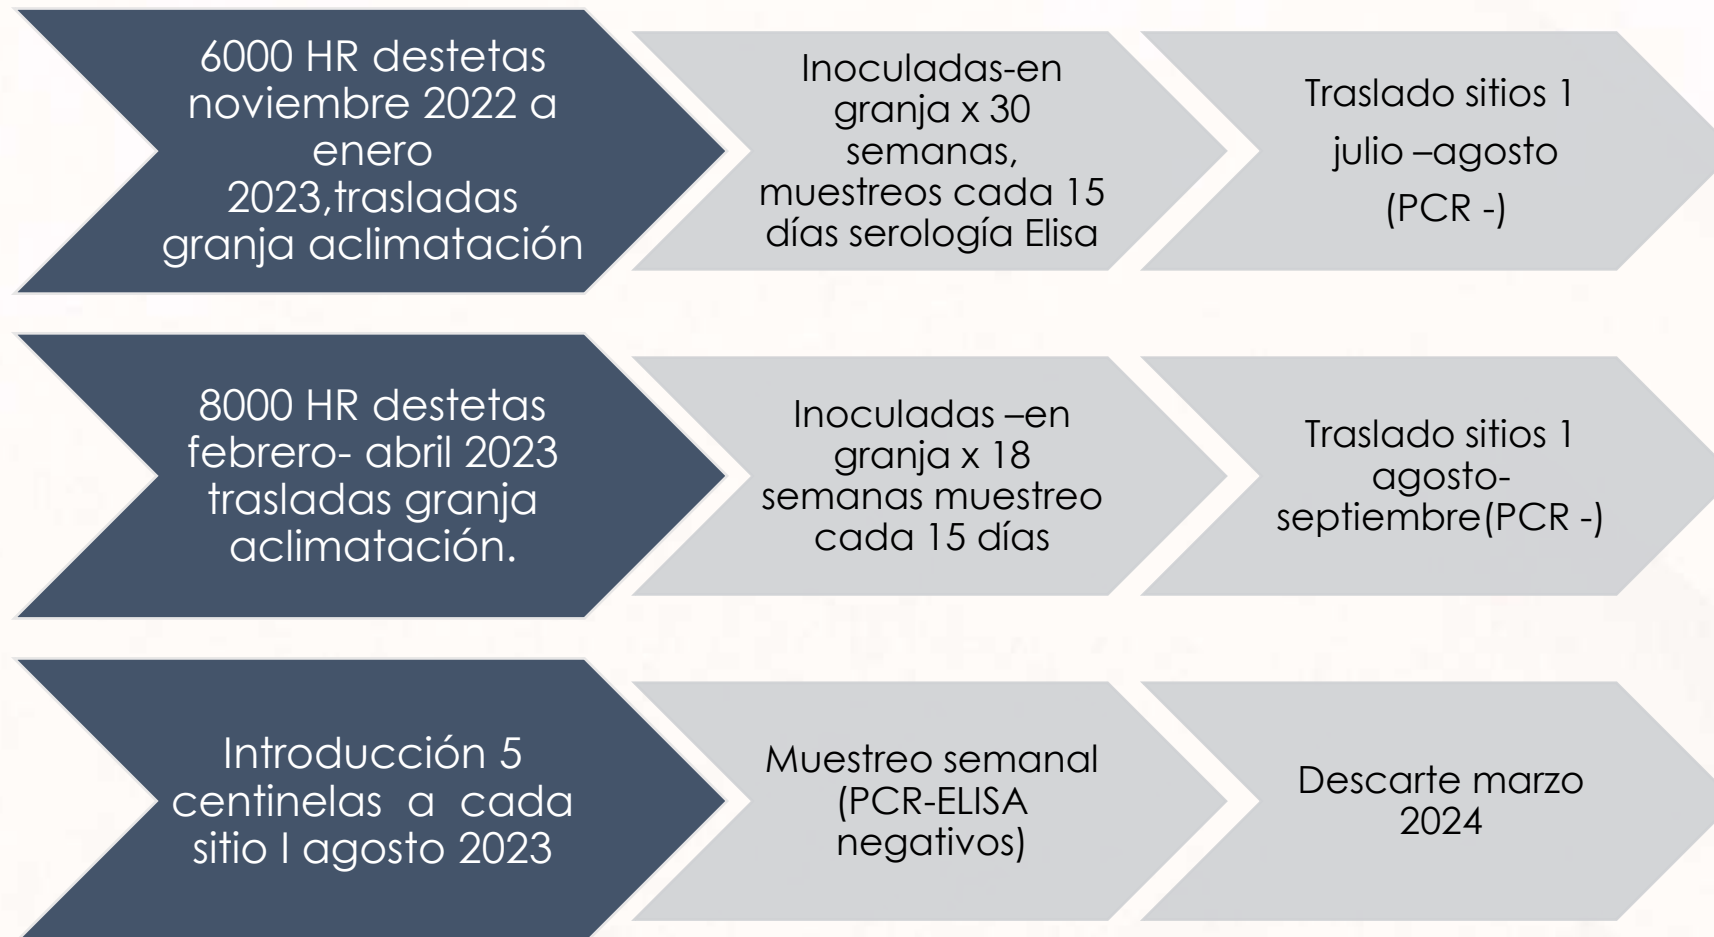 6000 HR destetas
noviembre 2022 a
enero
2023,trasladas
granja aclimatación
Inoculadas-en
granja x 30
semanas,
muestreos cada 15
días serología Elisa
Traslado sitios 1
julio –agosto
(PCR -)
8000 HR destetas
febrero- abril 2023
trasladas granja
aclimatación.
Inoculadas –en
granja x 18
semanas muestreo
cada 15 días
Traslado sitios 1
agosto-
septiembre(PCR -)
Introducción 5
centinelas a cada
sitio I agosto 2023
Muestreo semanal
(PCR-ELISA
negativos)
Descarte marzo
2024